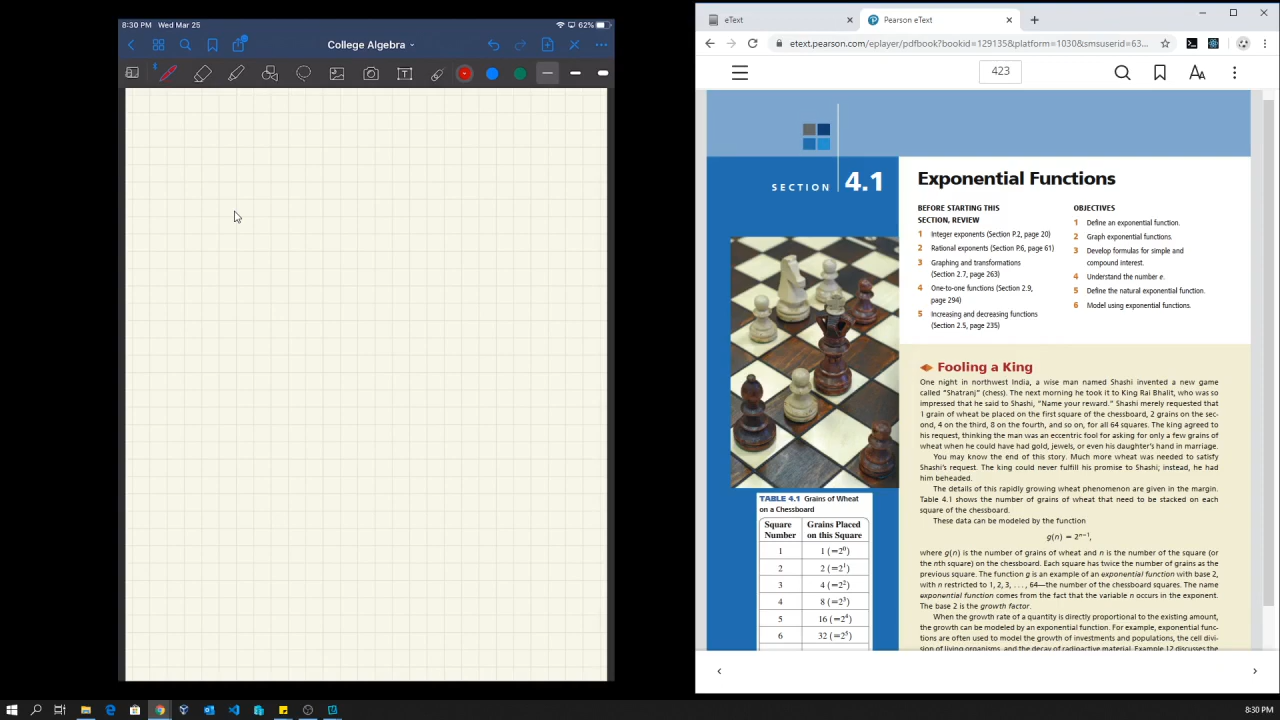 8:30 PM Wed Mar 25
62%
College Algebra
T
eText
Pearson eText
etext.pearson.com/eplayer/pdfbook?bookid=129135&platform=1030&smsuserid=63...
423
SECTION 4.1
Exponential Functions
BEFORE STARTING THIS
SECTION, REVIEW
1 Integer exponents (Section P.2, page 20)
2 Rational exponents (Section P.6, page 61)
3 Graphing and transformations
(Section 2.7, page 263)
4 One-to-one functions (Section 2.9,
page 294)
5 Increasing and decreasing functions
(Section 2.5, page 235)
OBJECTIVES
1 Define an exponential function.
2 Graph exponential functions.
3 Develop formulas for simple and
compound interest.
4 Understand the number e.
5 Define the natural exponential function.
6 Model using exponential functions.
Fooling a King
One night in northwest India, a wise man named Shashi invented a new game
called “Shatranj” (chess). The next morning he took it to King Rai Bhalit, who was so
impressed that he said to Shashi, “Name your reward.” Shashi merely requested that
1 grain of wheat be placed on the first square of the chessboard, 2 grains on the sec-
ond, 4 on the third, 8 on the fourth, and so on, for all 64 squares. The king agreed to
his request, thinking the man was an eccentric fool for asking for only a few grains of
wheat when he could have had gold, jewels, or even his daughter’s hand in marriage.
You may know the end of this story. Much more wheat was needed to satisfy
Shashi’s request. The king could never fulfill his promise to Shashi; instead, he had
him beheaded.
The details of this rapidly growing wheat phenomenon are given in the margin.
Table 4.1 shows the number of grains of wheat that need to be stacked on each
square of the chessboard.
These data can be modeled by the function
g(n) = 2ⁿ⁻¹,
where g(n) is the number of grains of wheat and n is the number of the square (or
the nth square) on the chessboard. Each square has twice the number of grains as the
previous square. The function g is an example of an exponential function with base 2,
with n restricted to 1, 2, 3, . . . , 64—the number of the chessboard squares. The name
exponential function comes from the fact that the variable n occurs in the exponent.
The base 2 is the growth factor.
When the growth rate of a quantity is directly proportional to the existing amount,
the growth can be modeled by an exponential function. For example, exponential func-
tions are often used to model the growth of investments and populations, the cell divi-
sion of living organisms, and the decay of radioactive material. Example 12 discusses the
TABLE 4.1 Grains of Wheat
on a Chessboard
Square Number Grains Placed on this Square
1 1 (=2⁰)
2 2 (=2¹)
3 4 (=2²)
4 8 (=2³)
5 16 (=2⁴)
6 32 (=2⁵)
8:30 PM